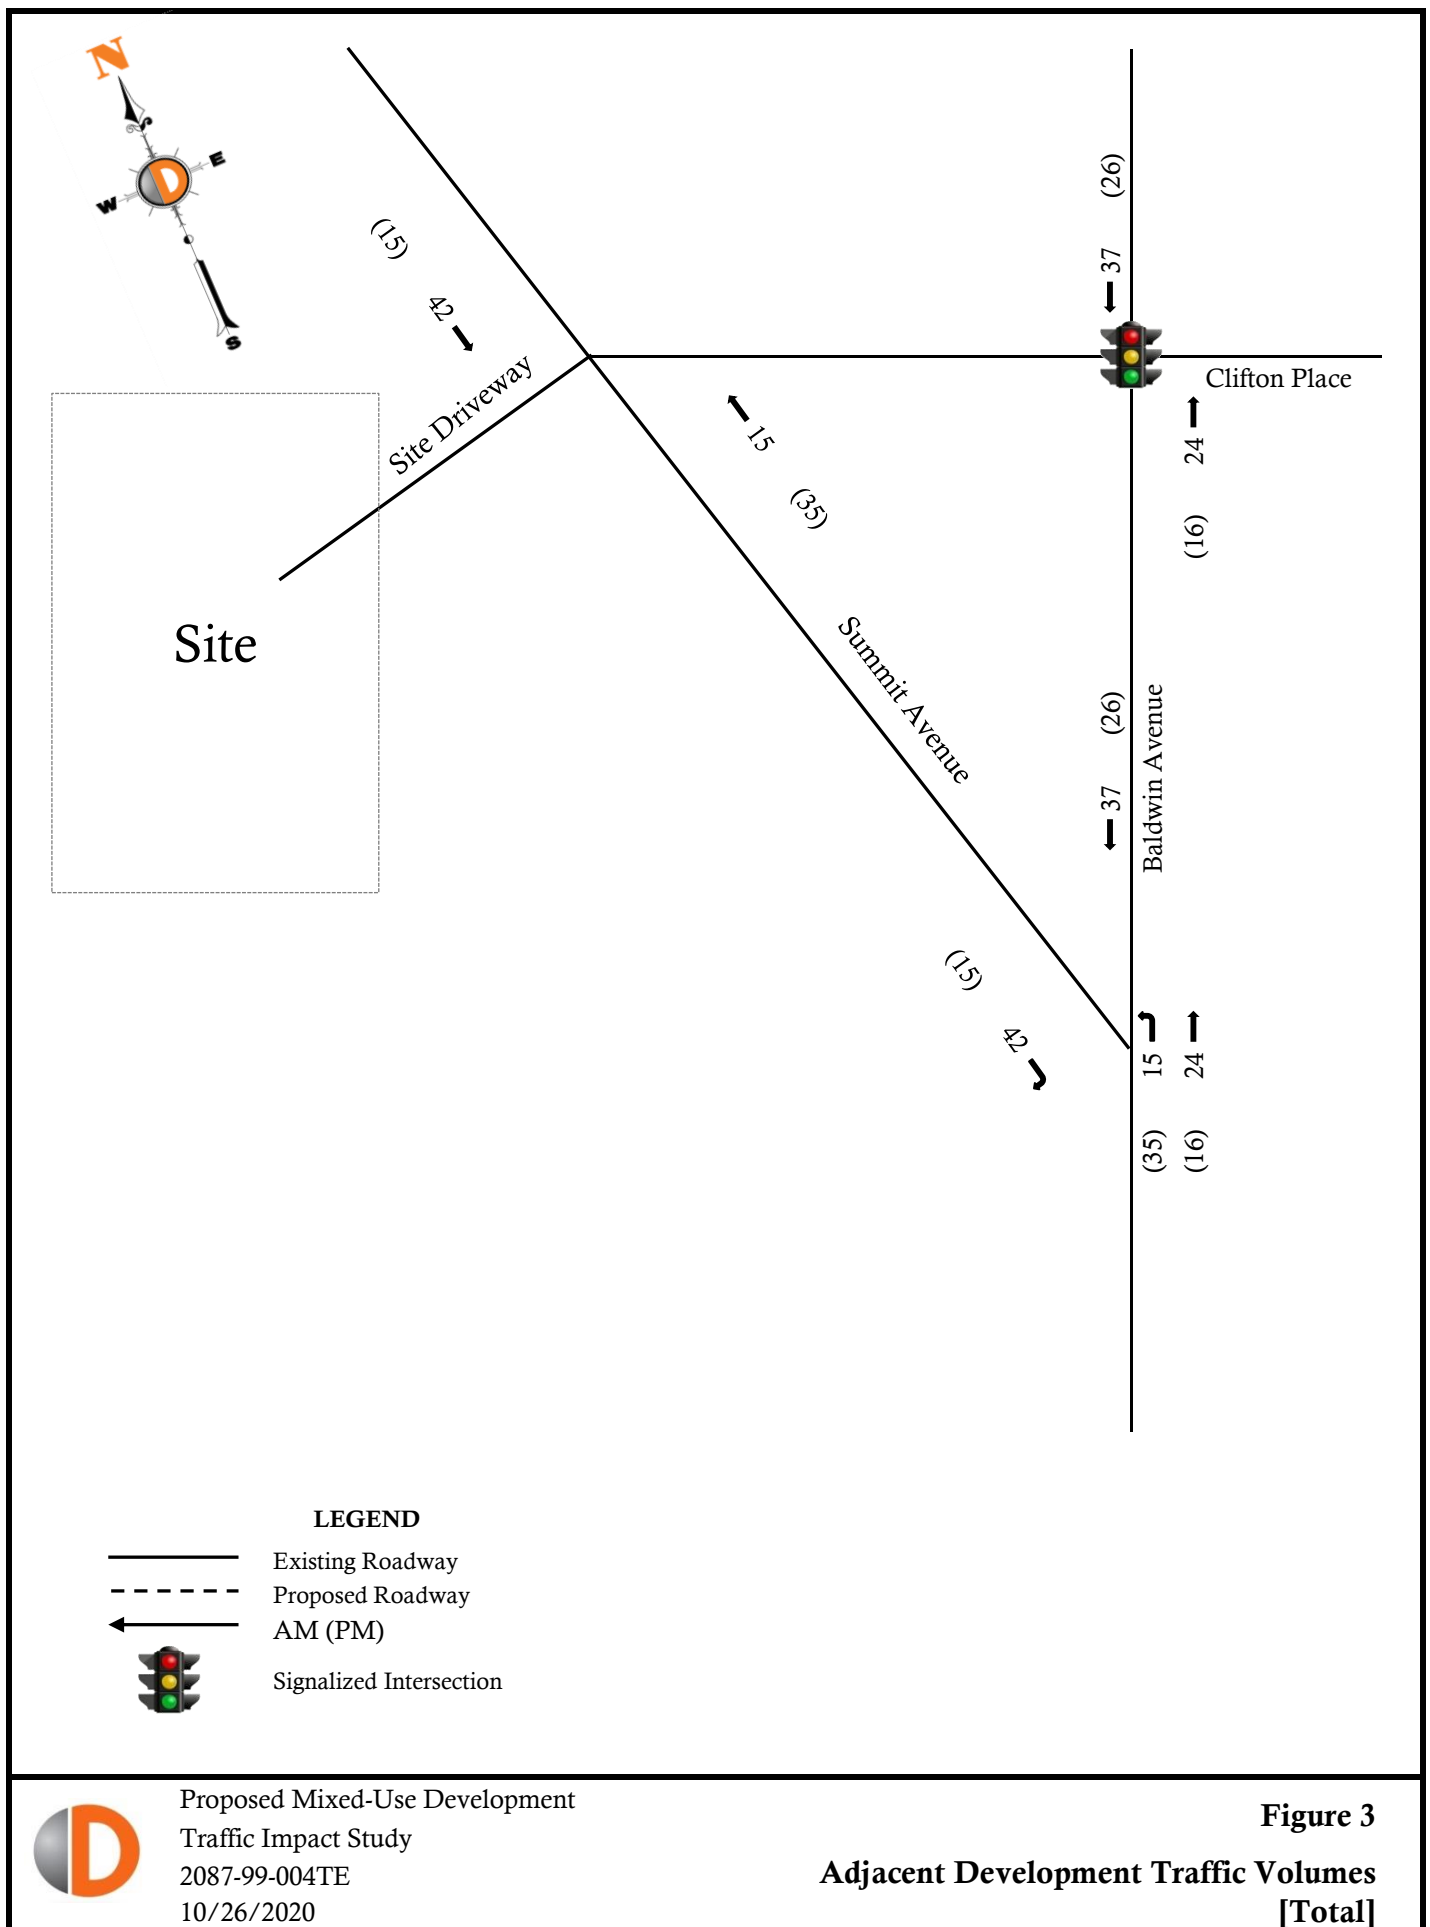 N
E
W
S
(26)
37
(15)
42
Clifton Place
Site Driveway
15
(35)
24
(16)
Site
Summit Avenue
(26)
37
Baldwin Avenue
(15)
42
15
(35)
24
(16)
LEGEND
Existing Roadway
Proposed Roadway
AM (PM)
Signalized Intersection
D
Proposed Mixed-Use Development
Traffic Impact Study
2087-99-004TE
10/26/2020
Figure 3
Adjacent Development Traffic Volumes
[Total]